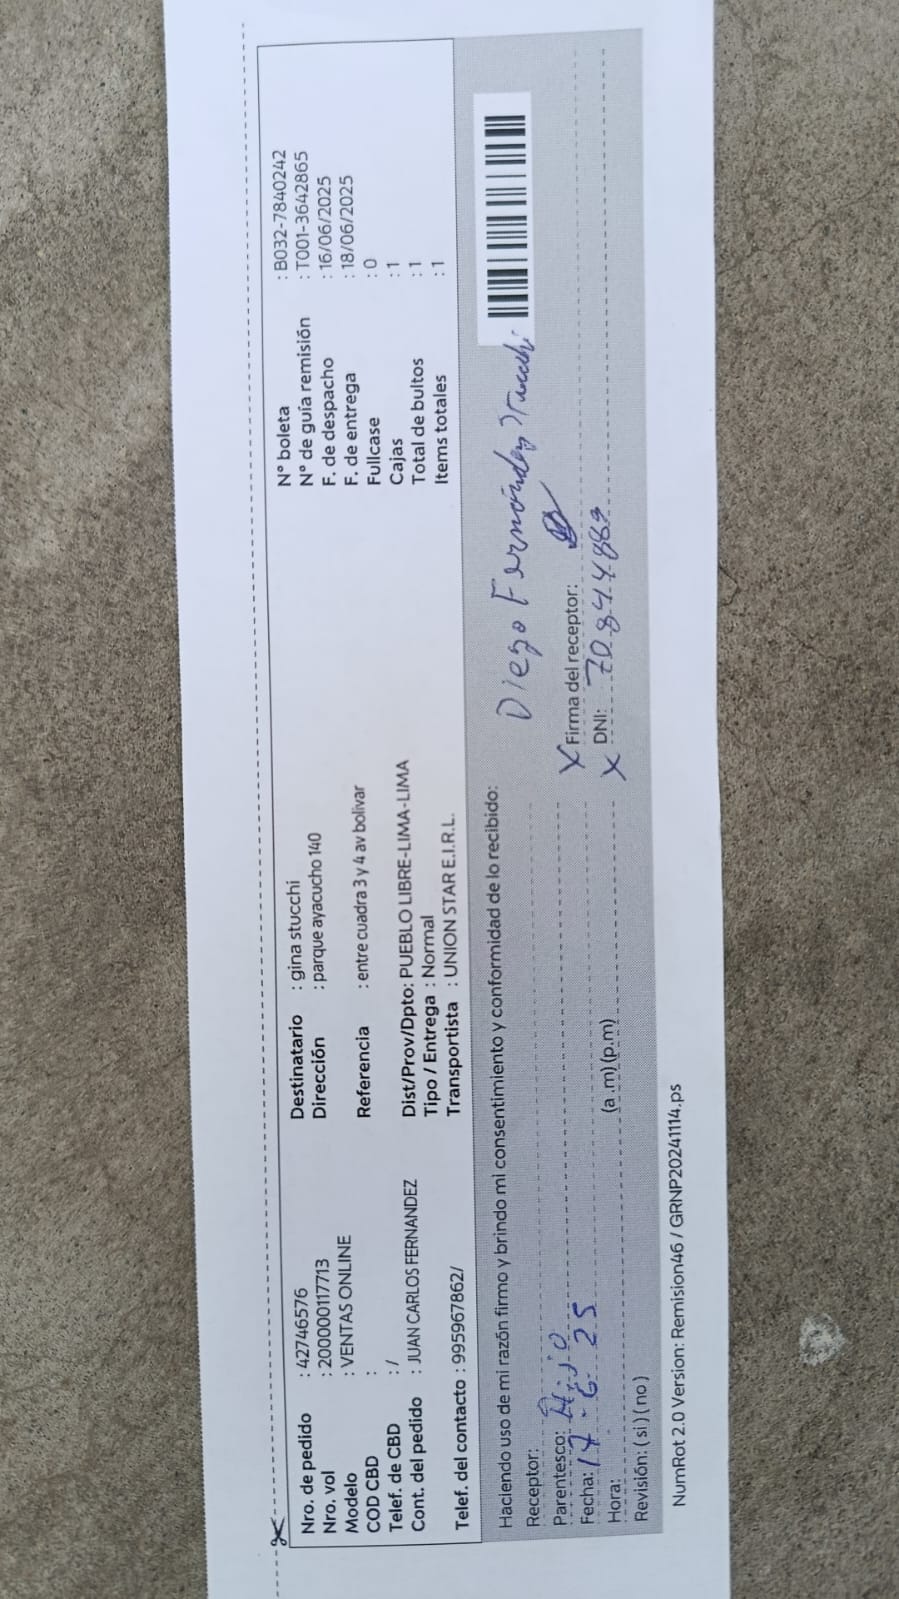 Nro. de pedido : 42746576
Nro. vol : 200000117713
Modelo : VENTAS ONLINE
COD CBD :
Telef. de CBD : /
Cont. del pedido : JUAN CARLOS FERNANDEZ
Telef. del contacto : 995967862/
Destinatario : gina stucchi
Dirección : parque ayacucho 140
Referencia : entre cuadra 3 y 4 av bolivar
Dist/Prov/Dpto: PUEBLO LIBRE-LIMA-LIMA
Tipo / Entrega : Normal
Transportista : UNION STAR E.I.R.L.
N° boleta : B032-7840242
N° de guía remisión : T001-3642865
F. de despacho : 16/06/2025
F. de entrega : 18/06/2025
Fullcase : 0
Cajas : 1
Total de bultos : 1
Items totales : 1
Haciendo uso de mi razón firmo y brindo mi consentimiento y conformidad de lo recibido:
Receptor:
Parentesco: Hijo
Fecha: 17-6-25
Hora: (a .m) (p.m)
Revisión: ( si ) ( no )
Diego Fernández
X Firma del receptor:
X DNI:
NumRot 2.0 Version: Remision46 / GRNP20241114.ps